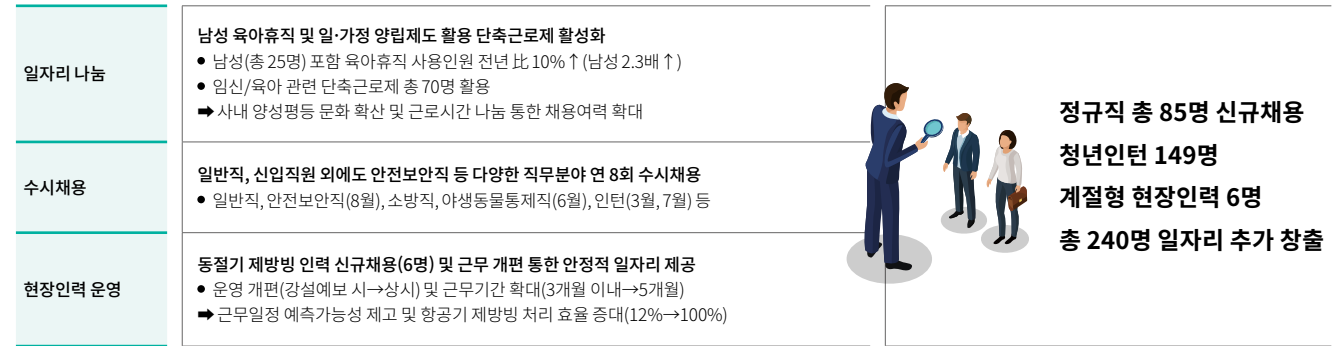 일자리 나눔
남성 육아휴직 및 일·가정 양립제도 활용 단축근로제 활성화
● 남성(총 25명) 포함 육아휴직 사용인원 전년 比 10%↑(남성 2.3배↑)
● 임신/육아 관련 단축근로제 총 70명 활용
➡ 사내 양성평등 문화 확산 및 근로시간 나눔 통한 채용여력 확대
수시채용
일반직, 신입직원 외에도 안전보안직 등 다양한 직무분야 연 8회 수시채용
● 일반직, 안전보안직(8월), 소방직, 야생동물통제직(6월), 인턴(3월, 7월) 등
현장인력 운영
동절기 제방빙 인력 신규채용(6명) 및 근무 개편 통한 안정적 일자리 제공
● 운영 개편(강설예보 시→상시) 및 근무기간 확대(3개월 이내→5개월)
➡ 근무일정 예측가능성 제고 및 항공기 제방빙 처리 효율 증대(12%→100%)
정규직 총 85명 신규채용
청년인턴 149명
계절형 현장인력 6명
총 240명 일자리 추가 창출